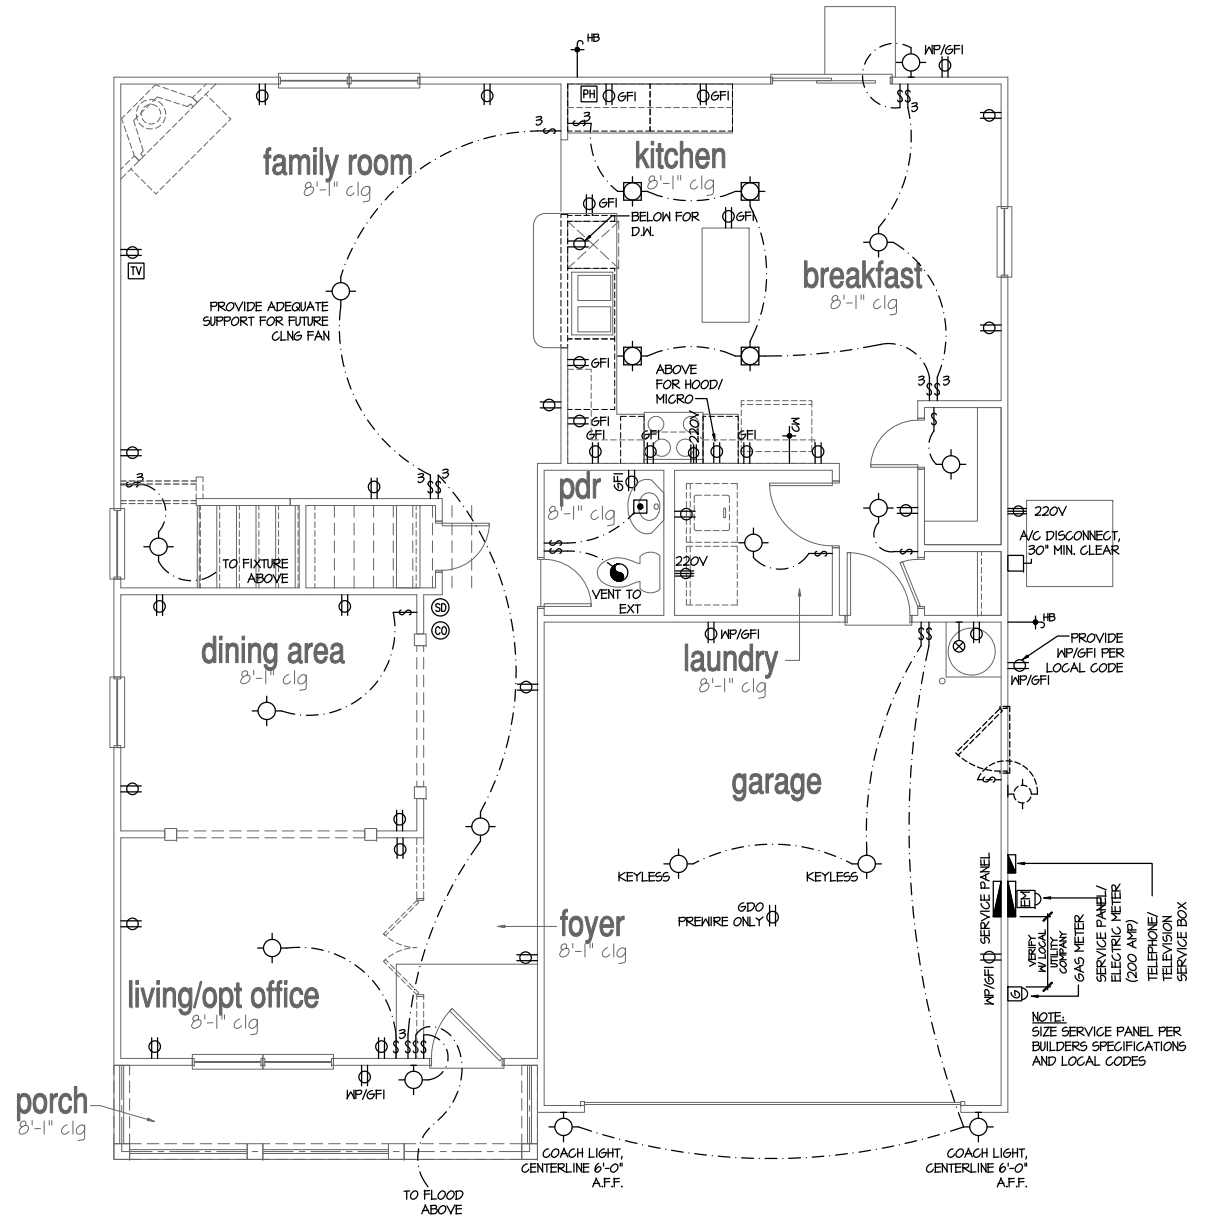 HB
WP/GFI
PH
GFI
GFI
3
3
3
family room
8'-1" clg
kitchen
8'-1" clg
GFI
GFI
BELOW FOR
D.W.
TV
breakfast
8'-1" clg
PROVIDE ADEQUATE
SUPPORT FOR FUTURE
CLNG FAN
GFI
ABOVE
FOR HOOD/
MICRO
3
3
GFI
220V
CW
GFI
GFI
GFI
3
3
pdr
8'-1" clg
GFI
220V
A/C DISCONNECT,
30" MIN. CLEAR
TO FIXTURE
ABOVE
220V
VENT TO
EXT
SD
CO
HB
WP/GFI
PROVIDE
WP/GFI PER
LOCAL CODE
WP/GFI
dining area
8'-1" clg
laundry
8'-1" clg
garage
KEYLESS
KEYLESS
GDO
PREWIRE ONLY
SERVICE PANEL
EM
foyer
8'-1" clg
WP/GFI
VERIFY
W/ LOCAL
UTILITY
COMPANY
GAS METER
SERVICE PANEL/
ELECTRIC METER
(200 AMP)
TELEPHONE/
TELEVISION
SERVICE BOX
G
living/opt office
8'-1" clg
3
NOTE:
SIZE SERVICE PANEL PER
BUILDERS SPECIFICATIONS
AND LOCAL CODES
WP/GFI
porch
8'-1" clg
COACH LIGHT,
CENTERLINE 6'-0"
A.F.F.
COACH LIGHT,
CENTERLINE 6'-0"
A.F.F.
TO FLOOD
ABOVE